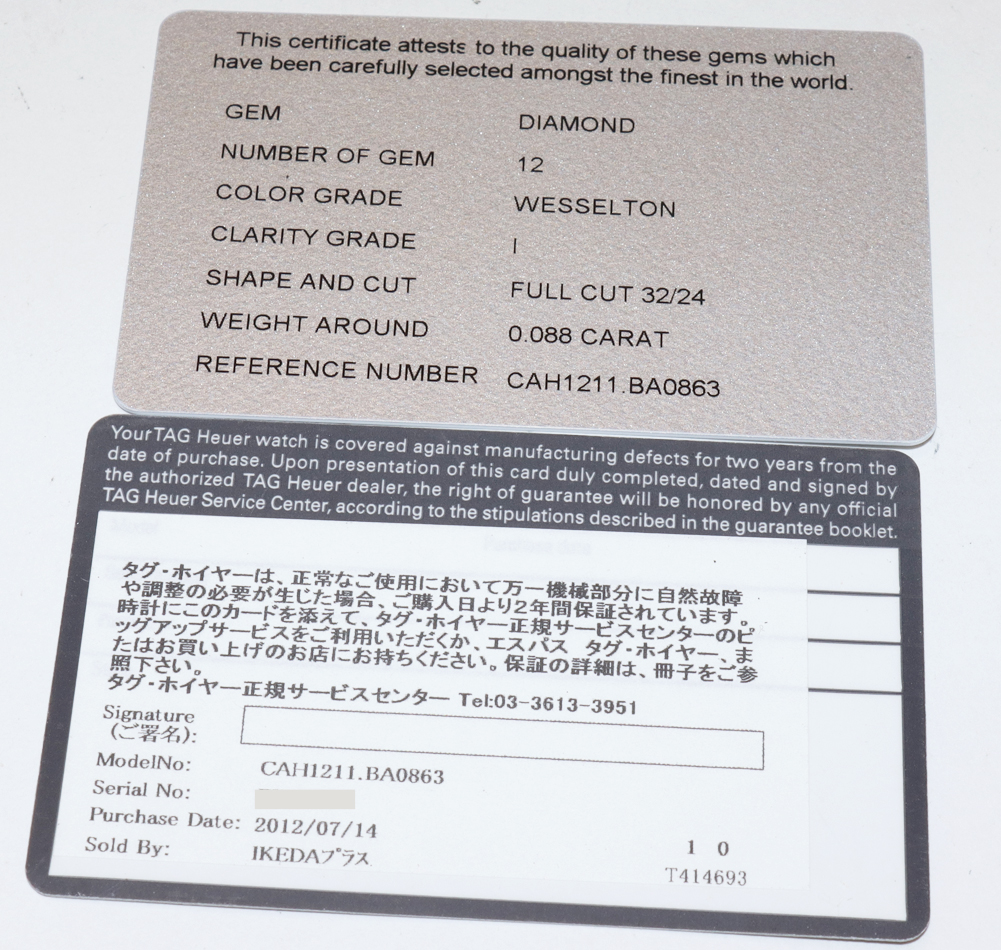 This certificate attests to the quality of these gems which
have been carefully selected amongst the finest in the world.
GEM DIAMOND
NUMBER OF GEM 12
COLOR GRADE WESSELTON
CLARITY GRADE I
SHAPE AND CUT FULL CUT 32/24
WEIGHT AROUND 0.088 CARAT
REFERENCE NUMBER CAH1211.BA0863
Your TAG Heuer watch is covered against manufacturing defects for two years from the
date of purchase. Upon presentation of this card duly completed, dated and signed by
the authorized TAG Heuer dealer, the right of guarantee will be honored by any official
TAG Heuer Service Center, according to the stipulations described in the guarantee booklet.
タグ・ホイヤーは、正常なご使用において万一機械部分に自然故障
や調整の必要が生じた場合、ご購入日より2年間保証されています。
時計にこのカードを添えて、タグ・ホイヤー正規サービスセンターのピ
ックアップサービスをご利用いただくか、エスパス タグ・ホイヤー、ま
たはお買い上げのお店にお持ちください。保証の詳細は、冊子をご参
照下さい。
タグ・ホイヤー正規サービスセンター Tel:03-3613-3951
Signature
(ご署名):
ModelNo: CAH1211.BA0863
Serial No:
Purchase Date: 2012/07/14
Sold By: IKEDAプラス
1 0
T414693